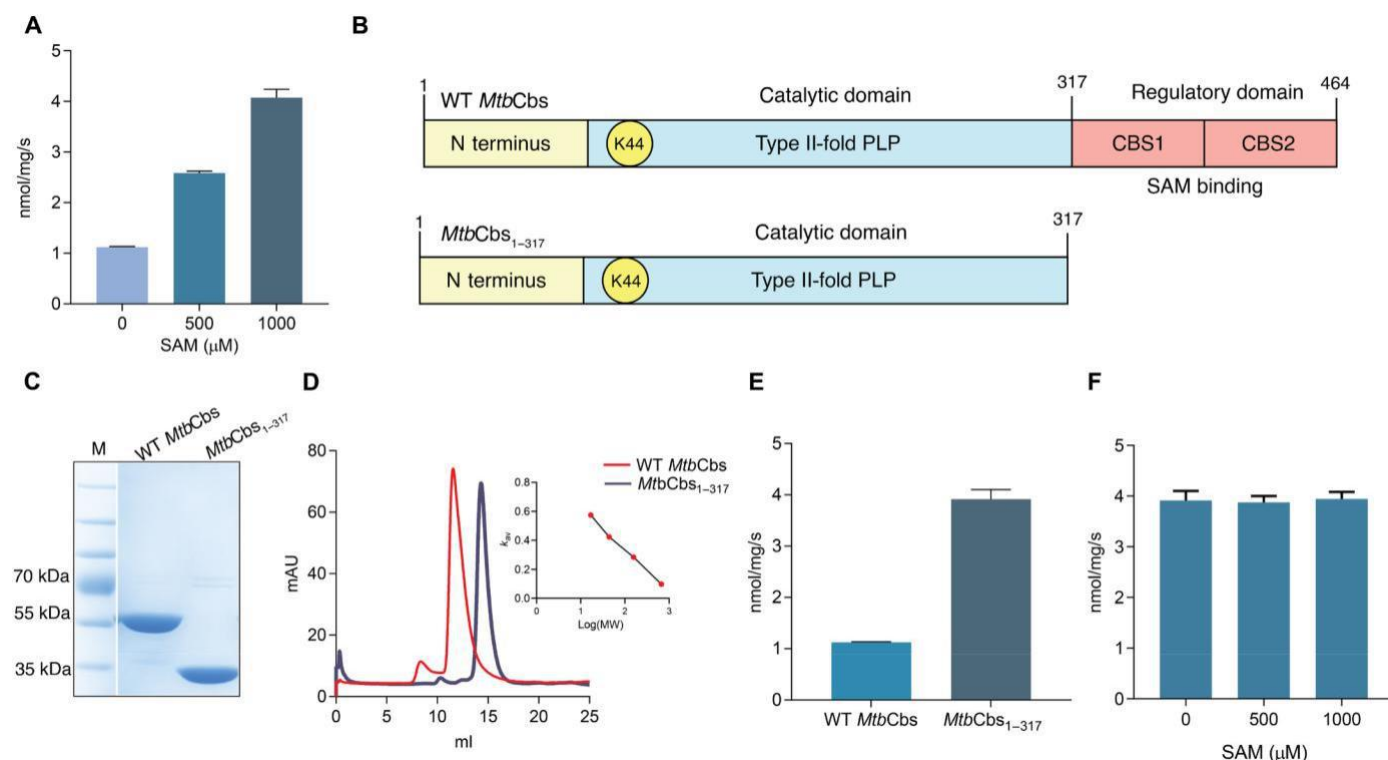 A
5
4
3
2
1
0
nmol/mg/s
0 500 1000
SAM (μM)
B
1 317 464
WT MtbCbs Catalytic domain Regulatory domain
N terminus K44 Type II-fold PLP CBS1 CBS2
SAM binding
1 317
MtbCbs1–317 Catalytic domain
N terminus K44 Type II-fold PLP
C
M WT MtbCbs MtbCbs1–317
70 kDa
55 kDa
35 kDa
D
80
60
40
20
0
mAU
0 5 10 15 20 25
ml
WT MtbCbs
MtbCbs1–317
0.8
0.6
0.4
0.2
0
kav
0 1 2 3
Log(MW)
E
5
4
3
2
1
0
nmol/mg/s
WT MtbCbs MtbCbs1–317
F
5
4
3
2
1
0
nmol/mg/s
0 500 1000
SAM (μM)